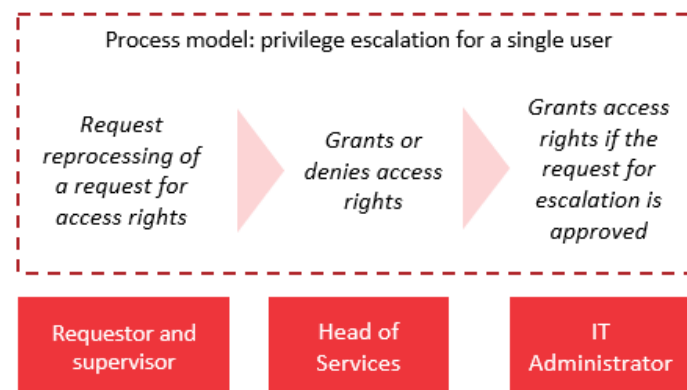 Process model: privilege escalation for a single user
Request
reprocessing of
a request for
access rights
Grants or
denies access
rights
Grants access
rights if the
request for
escalation is
approved
Requestor and
supervisor
Head of
Services
IT
Administrator